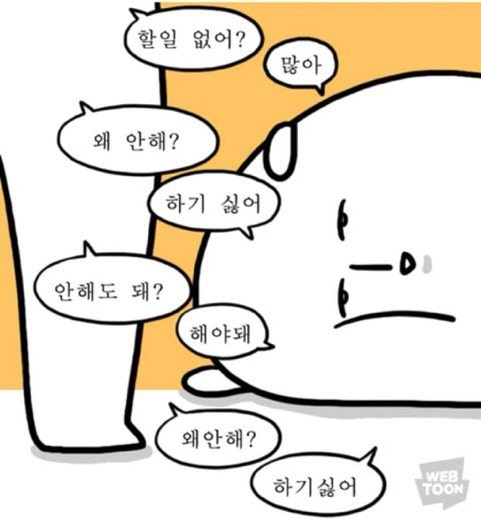 할일 없어?
많아
왜 안해?
하기 싫어
안해도 돼?
해야돼
왜안해?
하기싫어
WEB
TOON